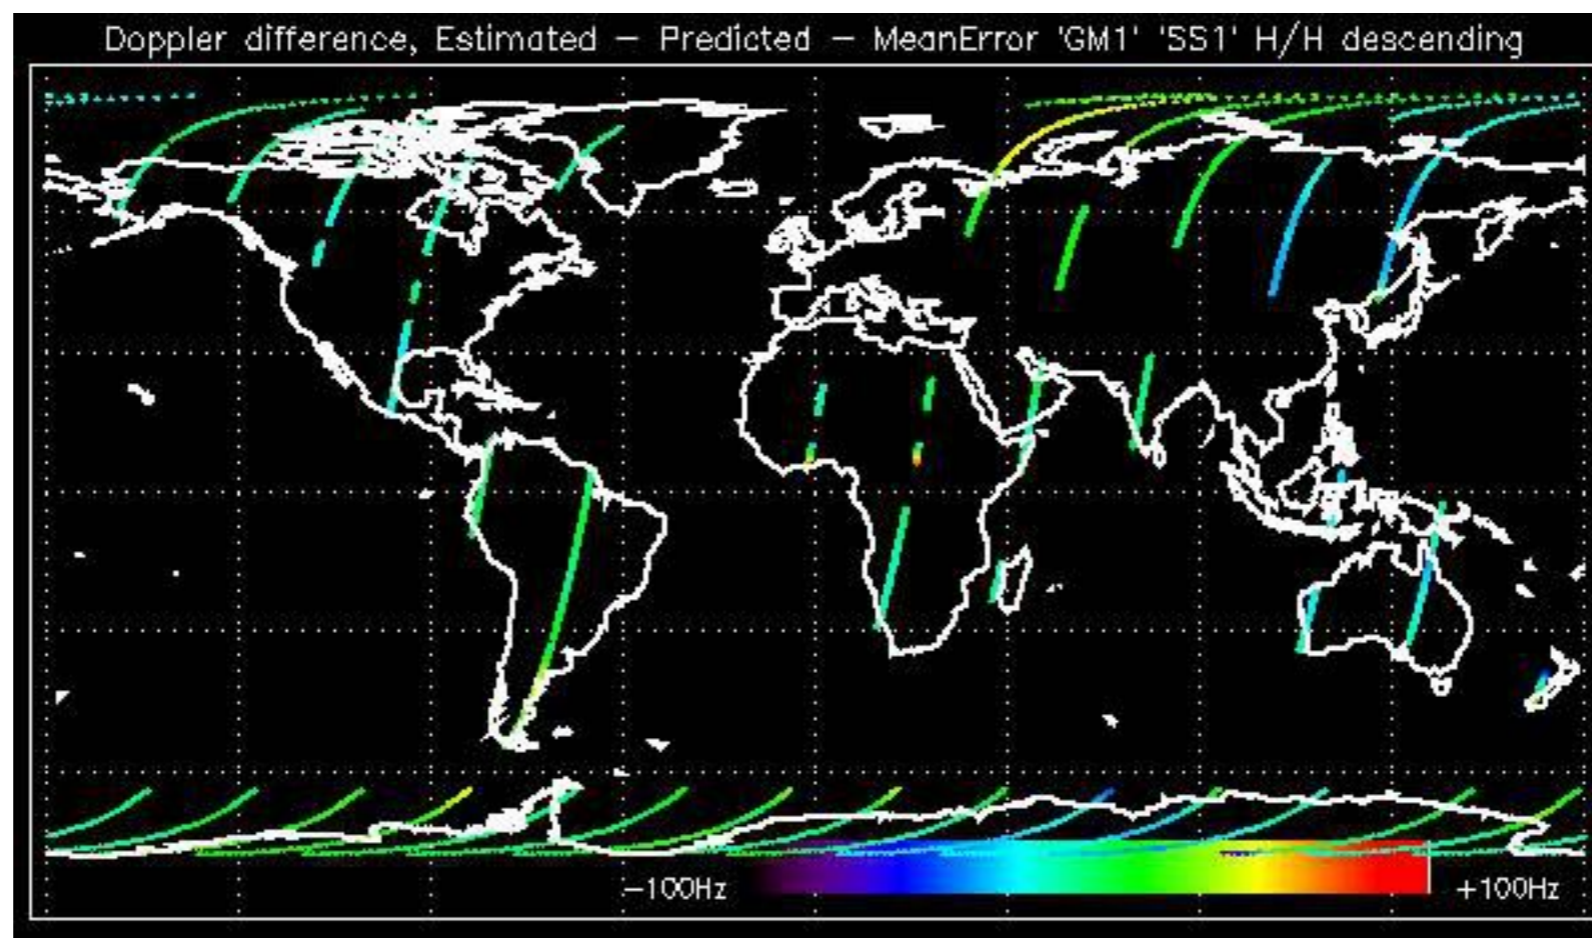 Doppler difference, Estimated – Predicted – MeanError 'GM1' 'SS1' H/H descending
–100Hz +100Hz